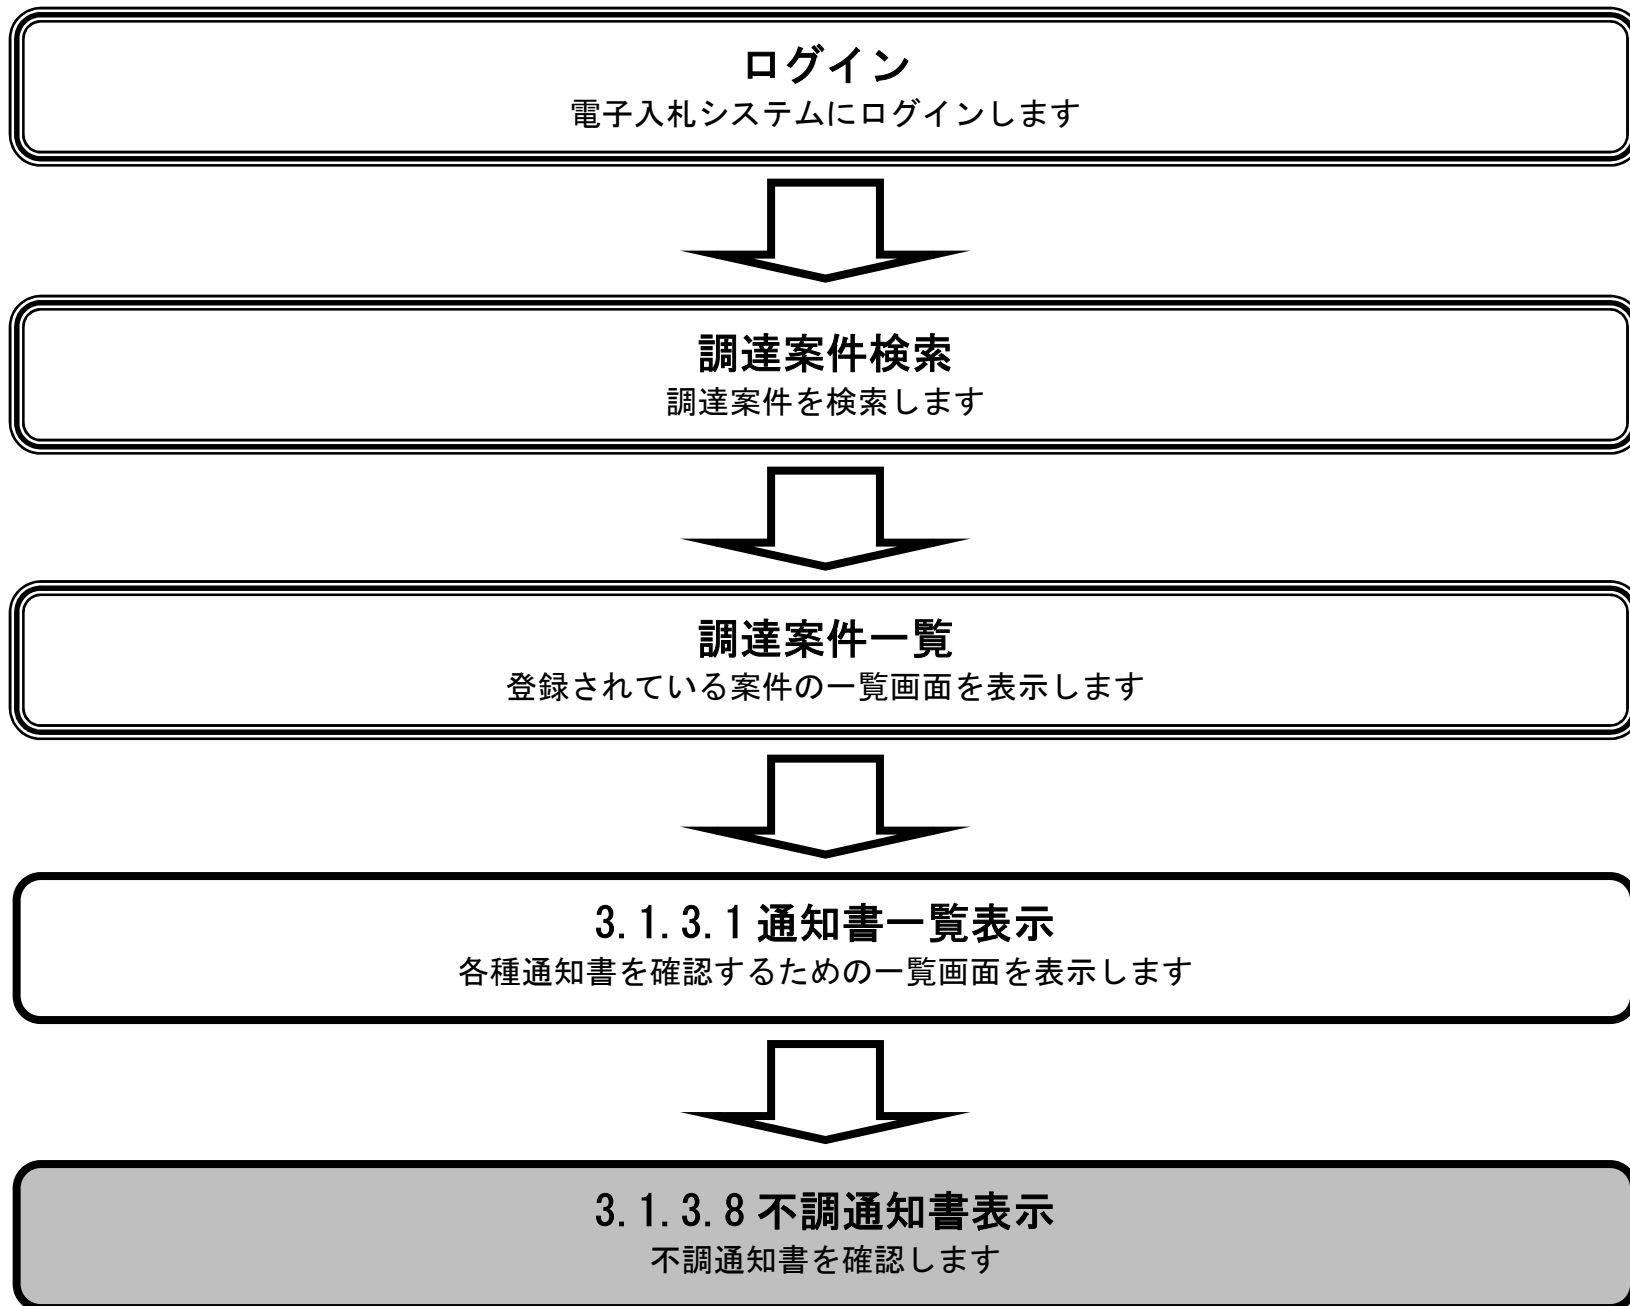 ログイン
電子入札システムにログインします
調達案件検索
調達案件を検索します
調達案件一覧
登録されている案件の一覧画面を表示します
3.1.3.1 通知書一覧表示
各種通知書を確認するための一覧画面を表示します
3.1.3.8 不調通知書表示
不調通知書を確認します